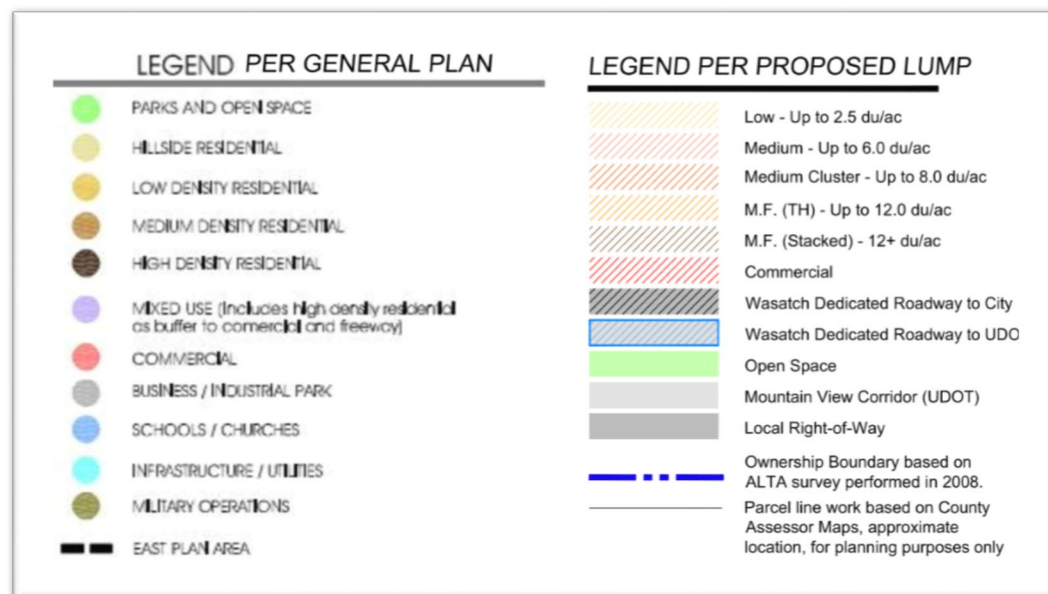 LEGEND PER GENERAL PLAN
PARKS AND OPEN SPACE
HILLSIDE RESIDENTIAL
LOW DENSITY RESIDENTIAL
MEDIUM DENSITY RESIDENTIAL
HIGH DENSITY RESIDENTIAL
MIXED USE (includes high density residential
as buffer to comercial and freeway)
COMMERCIAL
BUSINESS / INDUSTRIAL PARK
SCHOOLS / CHURCHES
INFRASTRUCTURE / UTILITIES
MILITARY OPERATIONS
EAST PLAN AREA
LEGEND PER PROPOSED LUMP
Low - Up to 2.5 du/ac
Medium - Up to 6.0 du/ac
Medium Cluster - Up to 8.0 du/ac
M.F. (TH) - Up to 12.0 du/ac
M.F. (Stacked) - 12+ du/ac
Commercial
Wasatch Dedicated Roadway to City
Wasatch Dedicated Roadway to UDO
Open Space
Mountain View Corridor (UDOT)
Local Right-of-Way
Ownership Boundary based on
ALTA survey performed in 2008.
Parcel line work based on County
Assessor Maps, approximate
location, for planning purposes only